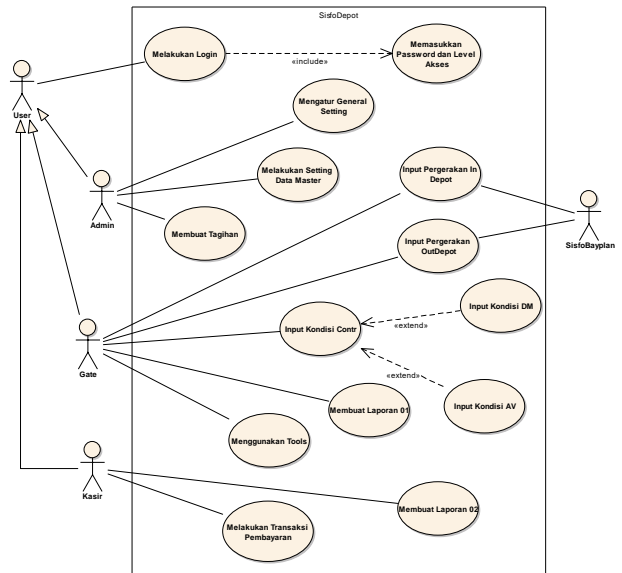 SisfoDepot
Melakukan Login
«include»
Memasukkan
Password dan Level
Akses
User
Mengatur General
Setting
Melakukan Setting
Data Master
Input Pergerakan In
Depot
Admin
Membuat Tagihan
SisfoBayplan
Input Pergerakan
OutDepot
Input Kondisi DM
Input Kondisi Contr
«extend»
Gate
«extend»
Input Kondisi AV
Membuat Laporan 01
Menggunakan Tools
Kasir
Membuat Laporan 02
Melakukan Transaksi
Pembayaran